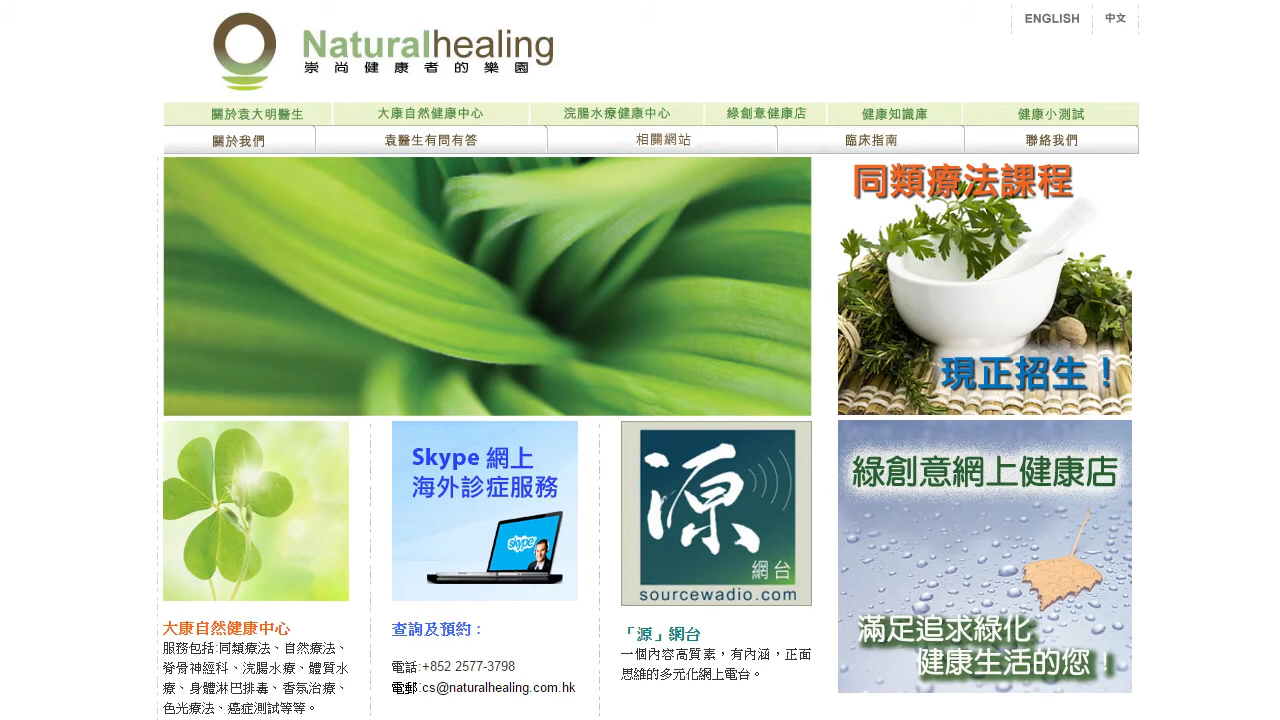 ENGLISH
中文
Naturalhealing
崇尚健康者的樂園
關於袁大明醫生
大康自然健康中心
浣腸水療健康中心
綠創意健康店
健康知識庫
健康小測試
關於我們
袁醫生有問有答
相關網站
臨床指南
聯絡我們
同類療法課程
現正招生！
Skype 網上
海外診症服務
skype
源
網台
sourcewadio.com
綠創意網上健康店
滿足追求綠化
健康生活的您！
大康自然健康中心
服務包括:同類療法、自然療法、
脊骨神經科、浣腸水療、體質水
療、身體淋巴排毒、香氛治療、
色光療法、癌症測試等等。
查詢及預約：
電話:+852 2577-3798
電郵:cs@naturalhealing.com.hk
「源」網台
一個內容高質素，有內涵，正面
思維的多元化網上電台。